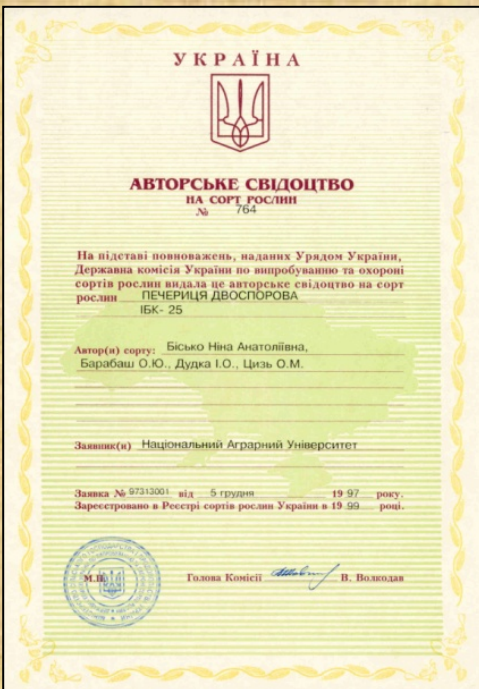 УКРАЇНА
АВТОРСЬКЕ СВІДОЦТВО
НА СОРТ РОСЛИН
№ 764
На підставі повноважень, наданих Урядом України,
Державна комісія України по випробуванню та охороні
сортів рослин видала це авторське свідоцтво на сорт
рослин ПЕЧЕРИЦЯ ДВОСПОРОВА
ІБК- 25
Автор(и) сорту: Бісько Ніна Анатоліївна,
Барабаш О.Ю., Дудка І.О., Цизь О.М.
Заявник(и) Національний Аграрний Університет
Заявка № 97313001 від 5 грудня 19 97 року.
Зареєстровано в Реєстрі сортів рослин України в 19 99 році.
М.П.
Голова Комісії В. Волкодав